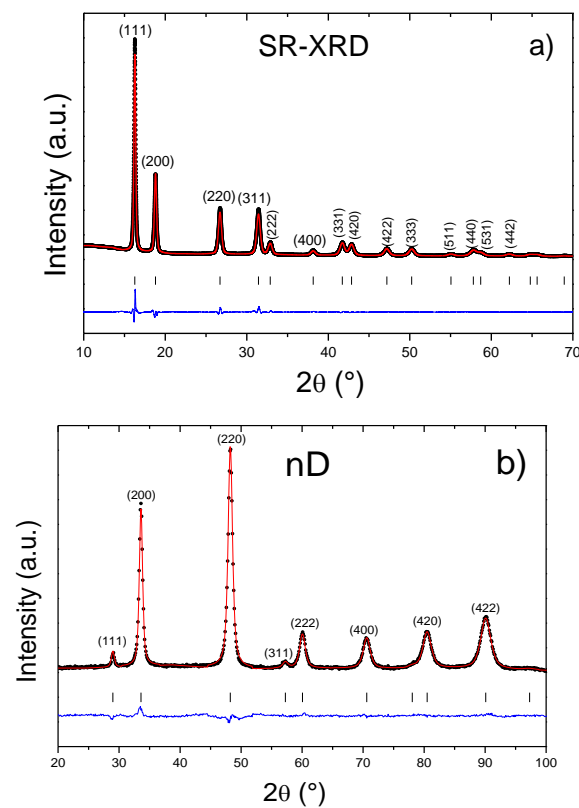 SR-XRD
a)
(111)
(200)
(220)
(311)
(222)
(400)
(331)
(420)
(422)
(333)
(511)
(440)
(531)
(442)
Intensity (a.u.)
10 20 30 40 50 60 70
2θ (°)
nD
b)
(111)
(200)
(220)
(311)
(222)
(400)
(420)
(422)
Intensity (a.u.)
20 30 40 50 60 70 80 90 100
2θ (°)